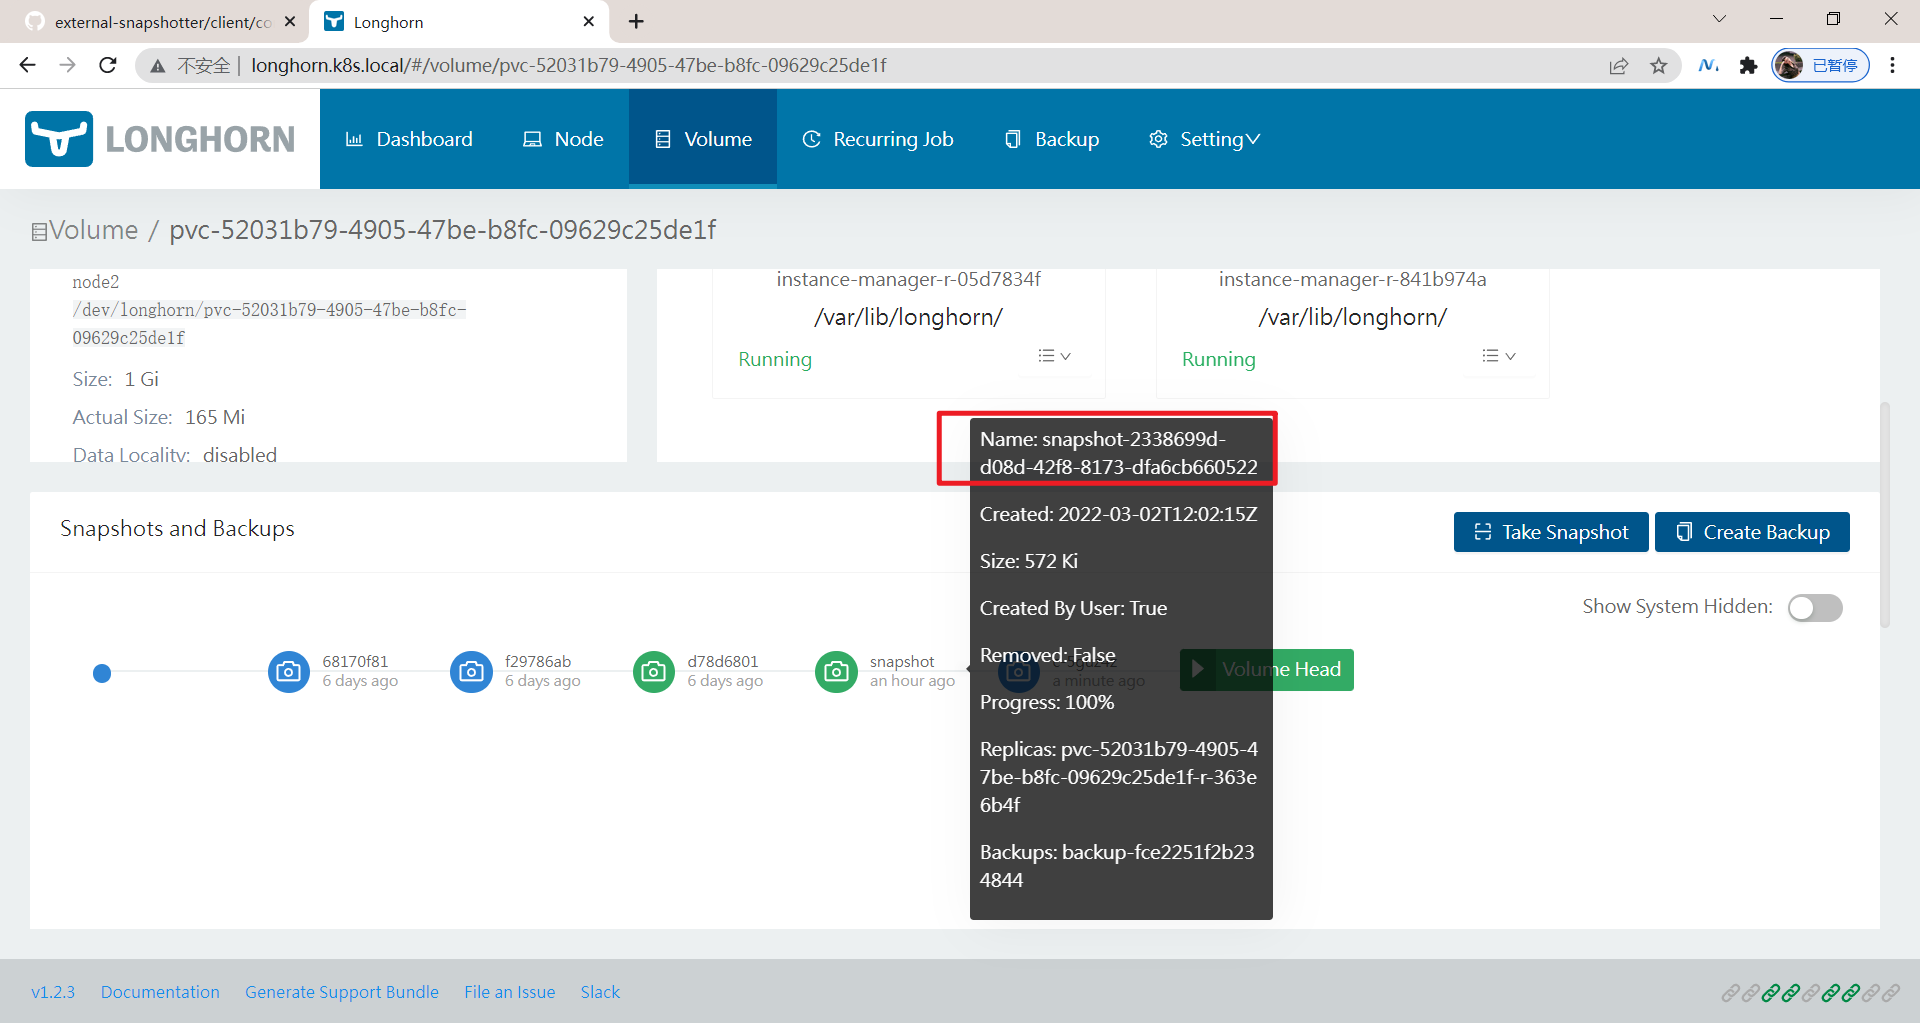 external-snapshotter/client/co
Longhorn
不安全
longhorn.k8s.local/#/volume/pvc-52031b79-4905-47be-b8fc-09629c25de1f
已暂停
LONGHORN
Dashboard
Node
Volume
Recurring Job
Backup
Setting
Volume / pvc-52031b79-4905-47be-b8fc-09629c25de1f
node2
/dev/longhorn/pvc-52031b79-4905-47be-b8fc-
09629c25de1f
Size: 1 Gi
Actual Size: 165 Mi
Data Locality: disabled
instance-manager-r-05d7834f
/var/lib/longhorn/
Running
instance-manager-r-841b974a
/var/lib/longhorn/
Running
Snapshots and Backups
Take Snapshot
Create Backup
Show System Hidden:
68170f81
6 days ago
f29786ab
6 days ago
d78d6801
6 days ago
snapshot
an hour ago
a minute ago
Volume Head
Name: snapshot-2338699d-
d08d-42f8-8173-dfa6cb660522
Created: 2022-03-02T12:02:15Z
Size: 572 Ki
Created By User: True
Removed: False
Progress: 100%
Replicas: pvc-52031b79-4905-4
7be-b8fc-09629c25de1f-r-363e
6b4f
Backups: backup-fce2251f2b23
4844
v1.2.3
Documentation
Generate Support Bundle
File an Issue
Slack